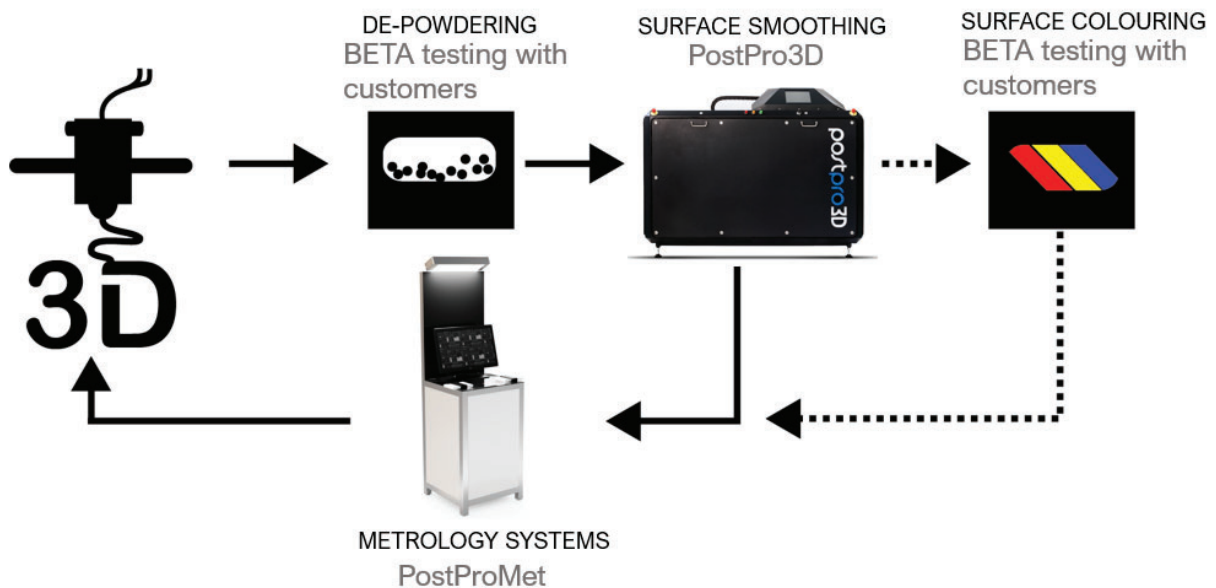 DE-POWDERING
BETA testing with
customers
SURFACE SMOOTHING
PostPro3D
SURFACE COLOURING
BETA testing with
customers
postpro3D
3D
METROLOGY SYSTEMS
PostProMet